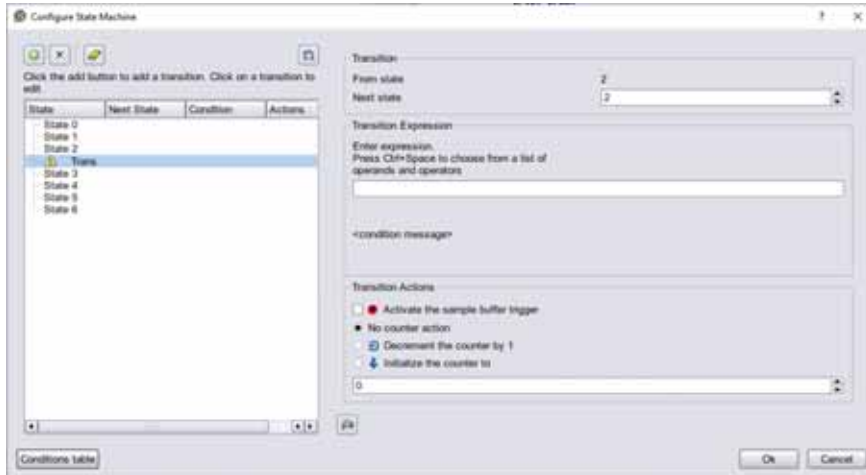 Configure State Machine
? X
Click the add button to add a transition. Click on a transition to
edit.
State Next State Condition Actions
State 0
State 1
State 2
Trans
State 3
State 4
State 5
State 6
Conditions table
Transition
From state 2
Next state 2
Transition Expression
Enter expression.
Press Ctrl+Space to choose from a list of
operands and operators
<condition message>
Transition Actions
Activate the sample buffer trigger
No counter action
Decrement the counter by 1
Initialize the counter to
0
Ok Cancel